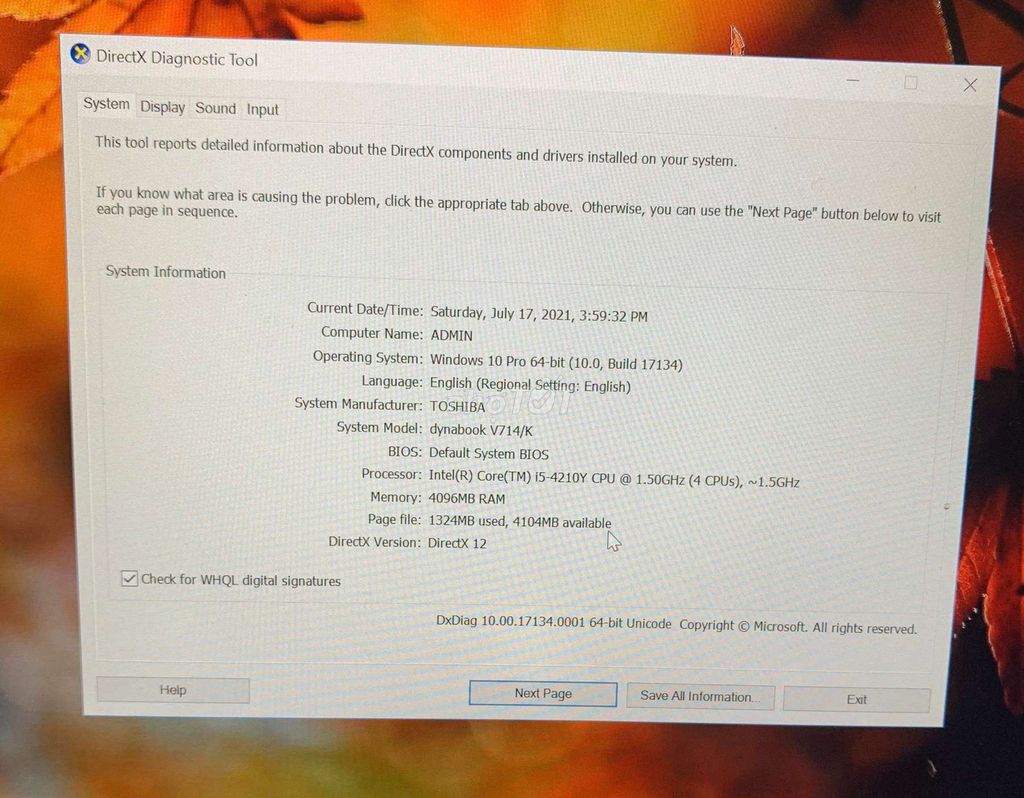 DirectX Diagnostic Tool
System Display Sound Input
This tool reports detailed information about the DirectX components and drivers installed on your system.
If you know what area is causing the problem, click the appropriate tab above. Otherwise, you can use the "Next Page" button below to visit
each page in sequence.
System Information
Current Date/Time: Saturday, July 17, 2021, 3:59:32 PM
Computer Name: ADMIN
Operating System: Windows 10 Pro 64-bit (10.0, Build 17134)
Language: English (Regional Setting: English)
System Manufacturer: TOSHIBA
System Model: dynabook V714/K
BIOS: Default System BIOS
Processor: Intel(R) Core(TM) i5-4210Y CPU @ 1.50GHz (4 CPUs), ~1.5GHz
Memory: 4096MB RAM
Page file: 1324MB used, 4104MB available
DirectX Version: DirectX 12
Check for WHQL digital signatures
DxDiag 10.00.17134.0001 64-bit Unicode Copyright © Microsoft. All rights reserved.
Help Next Page Save All Information... Exit